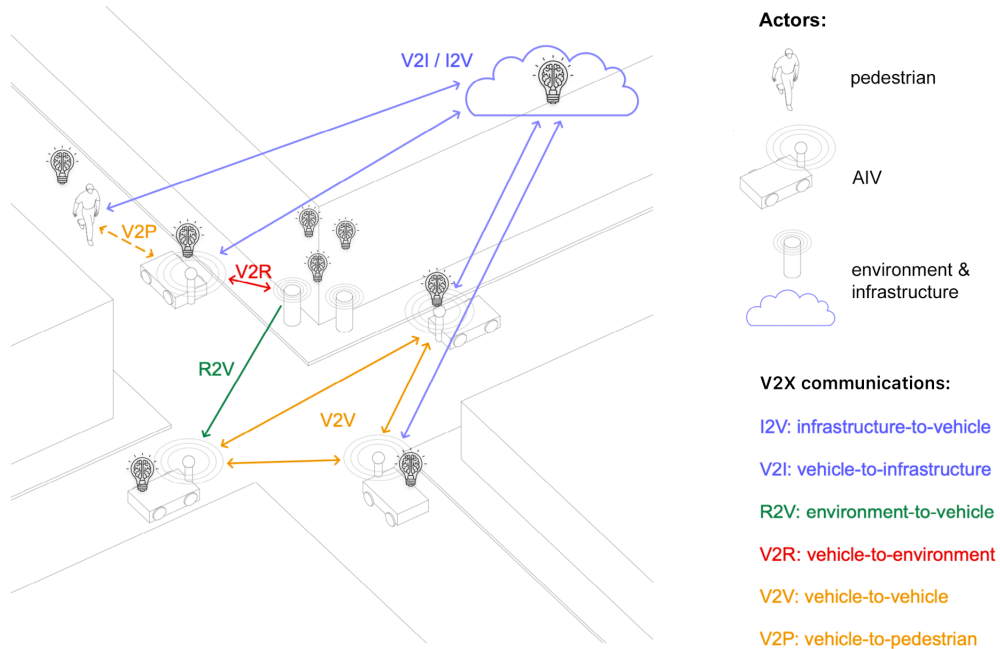 V2I / I2V
V2P
V2R
R2V
V2V
Actors:
pedestrian
AIV
environment &
infrastructure
V2X communications:
I2V: infrastructure-to-vehicle
V2I: vehicle-to-infrastructure
R2V: environment-to-vehicle
V2R: vehicle-to-environment
V2V: vehicle-to-vehicle
V2P: vehicle-to-pedestrian